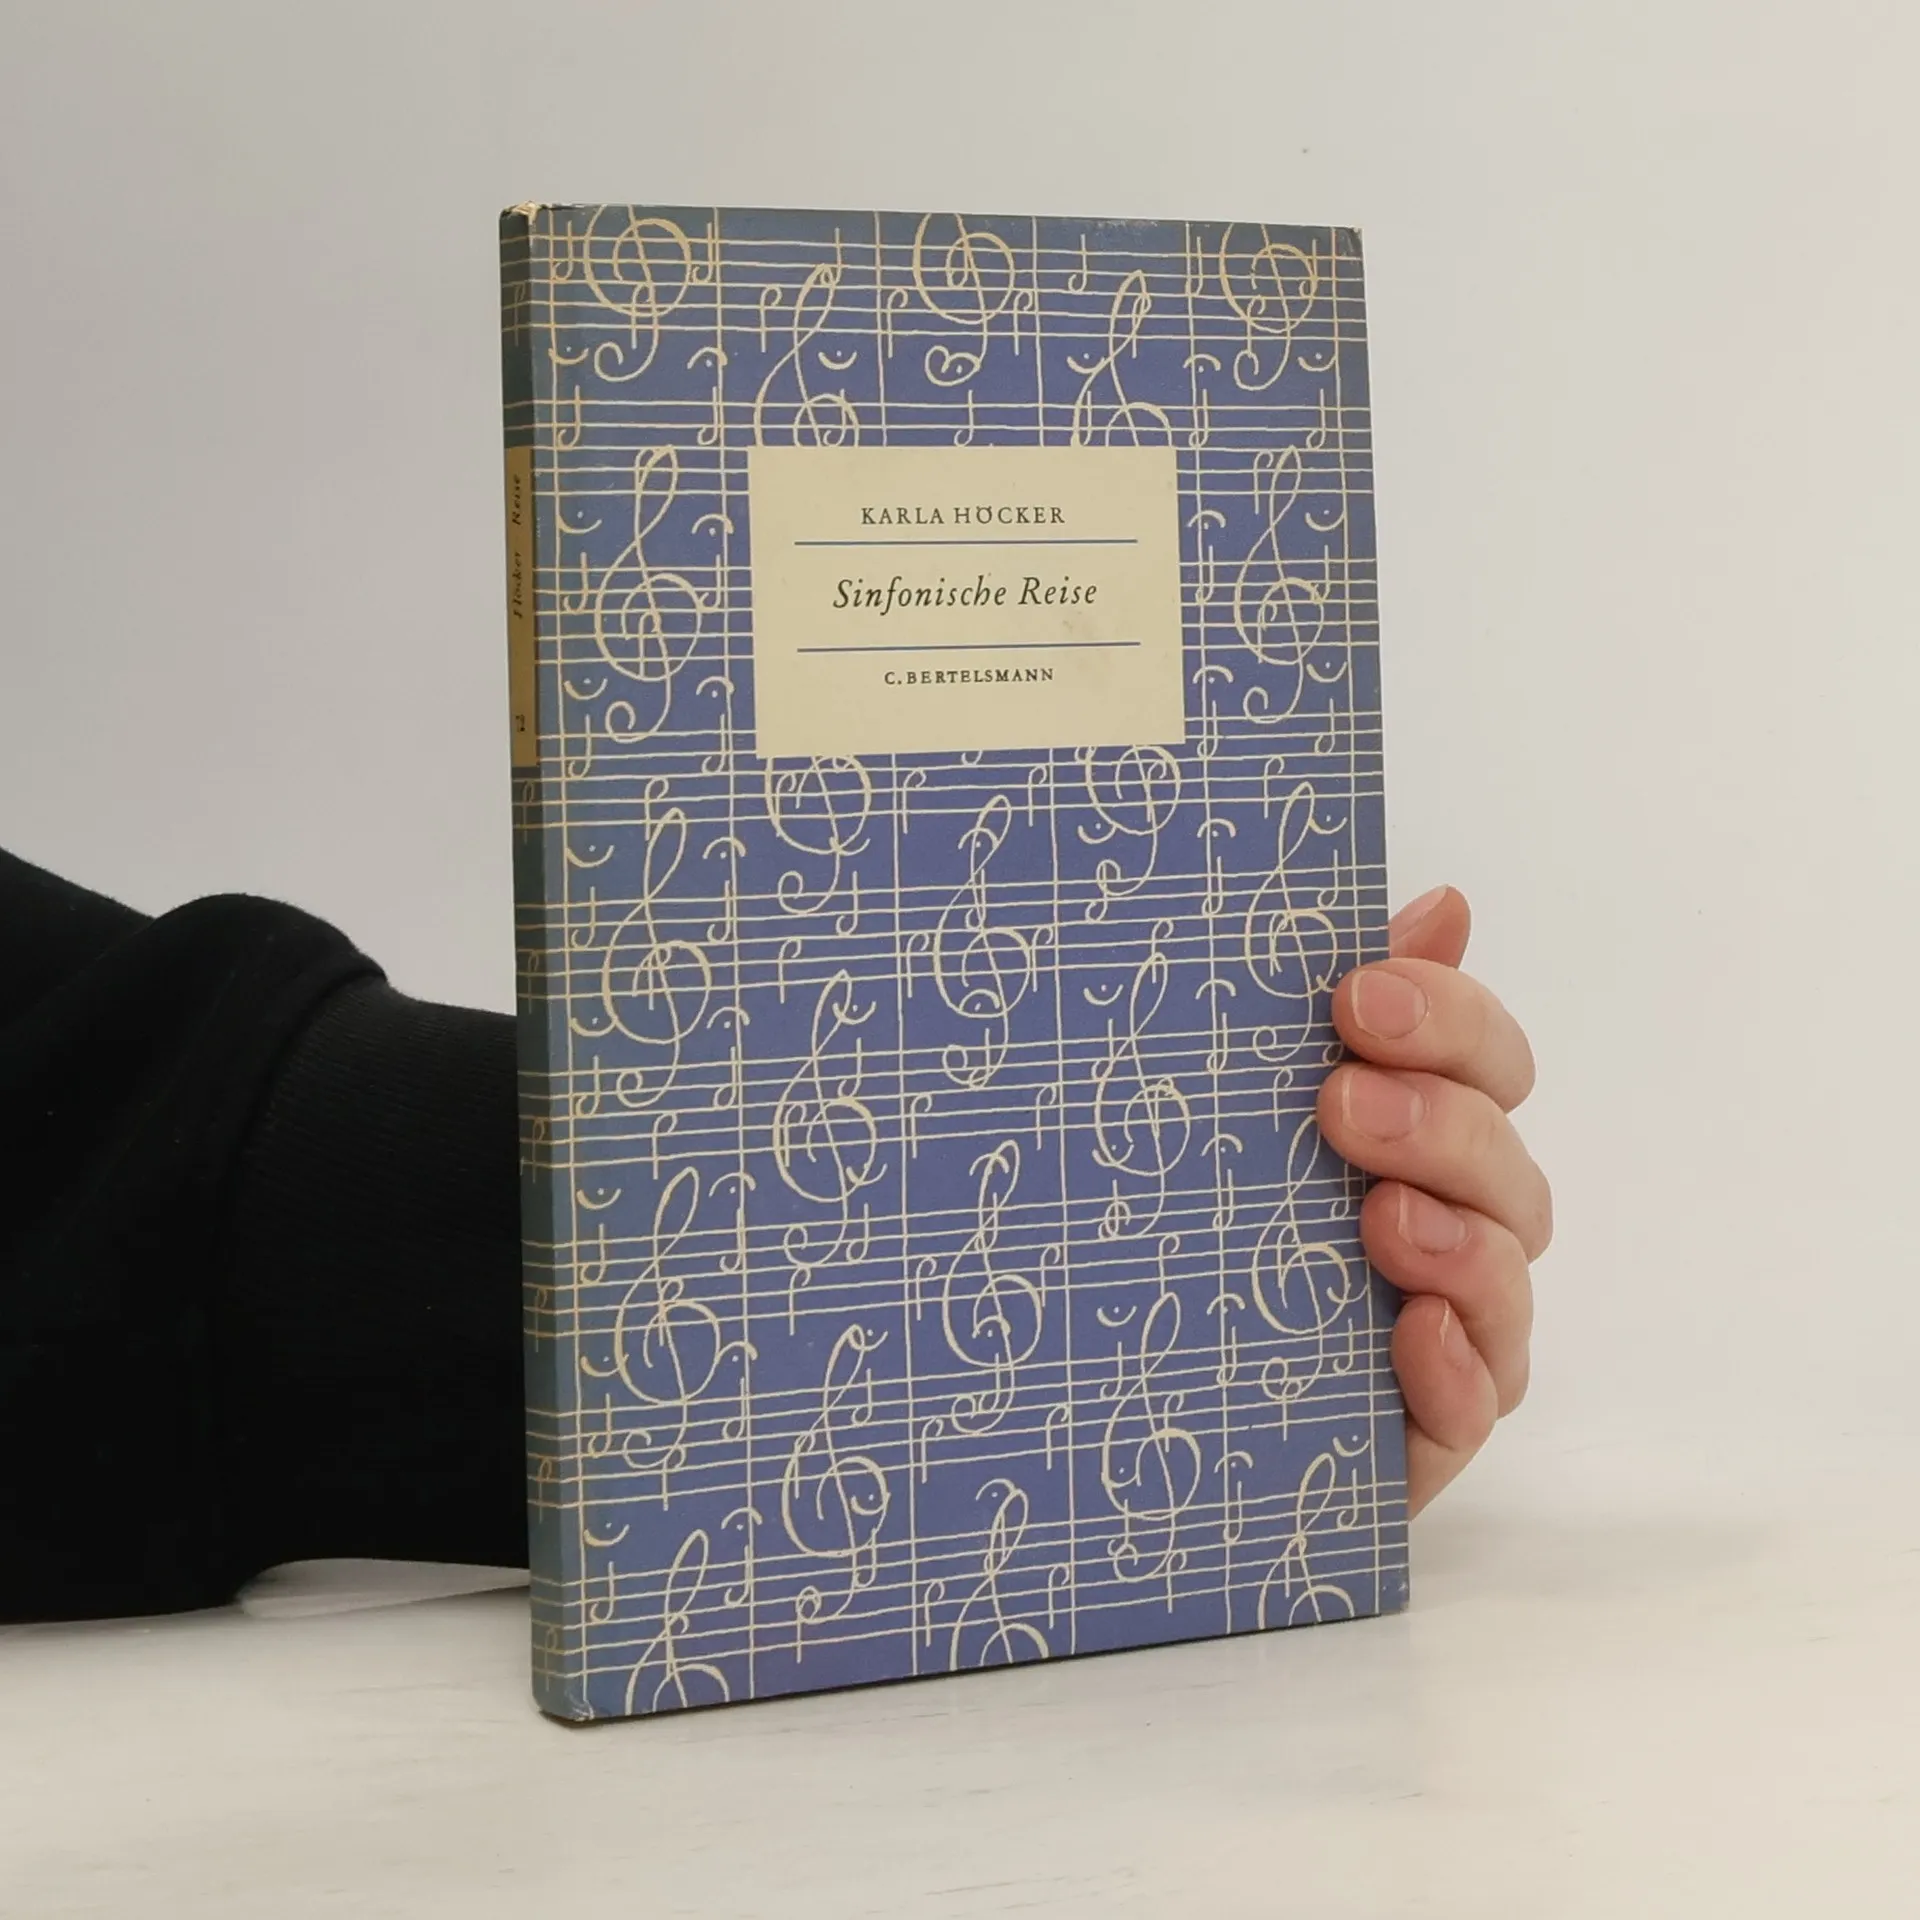 KARLA HÖCKER
Sinfonische Reise
C. BERTELSMANN
Höcker Reise